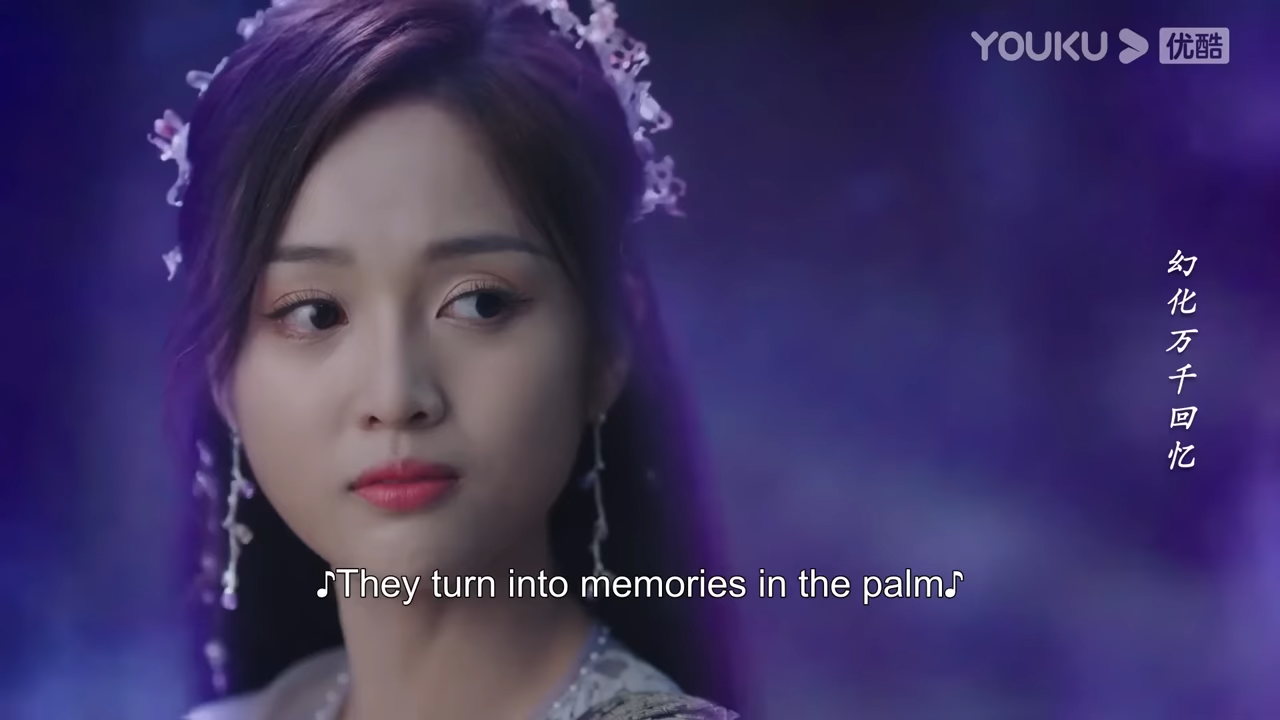 YOUKU 优酷
幻化万千回忆
♪They turn into memories in the palm♪